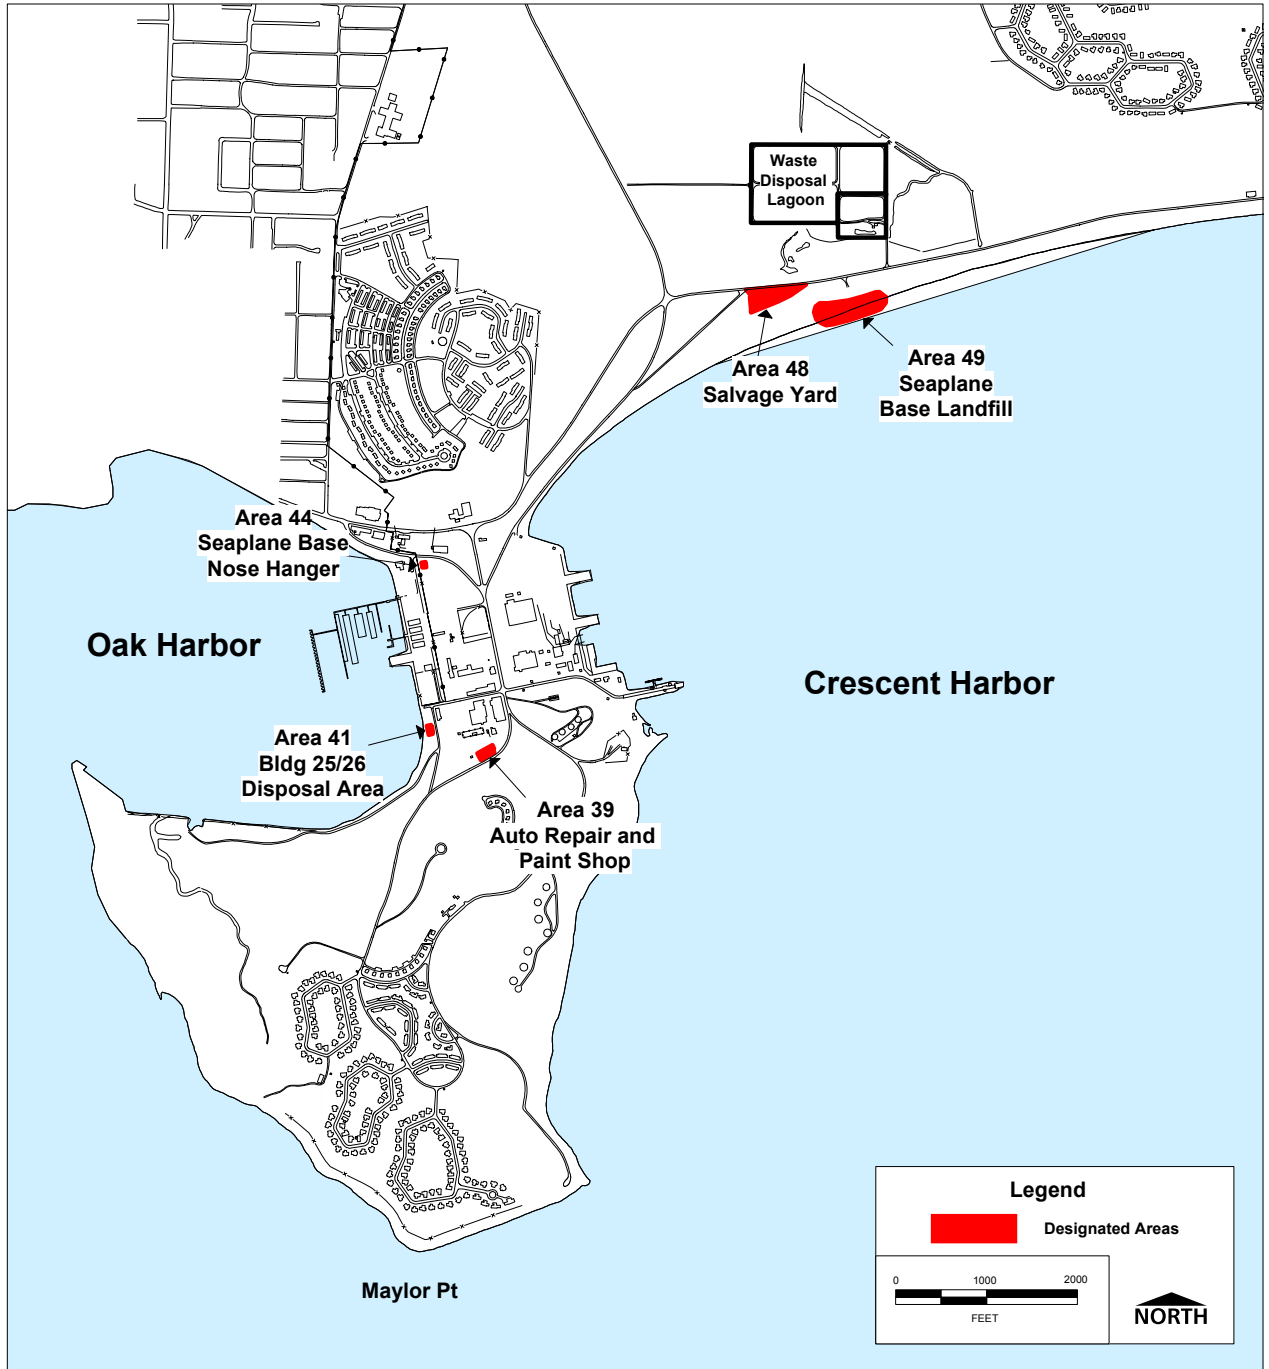 Waste
Disposal
Lagoon
Area 48
Salvage Yard
Area 49
Seaplane
Base Landfill
Area 44
Seaplane Base
Nose Hanger
Oak Harbor
Crescent Harbor
Area 41
Bldg 25/26
Disposal Area
Area 39
Auto Repair and
Paint Shop
Maylor Pt
Legend
Designated Areas
0 1000 2000
FEET
NORTH